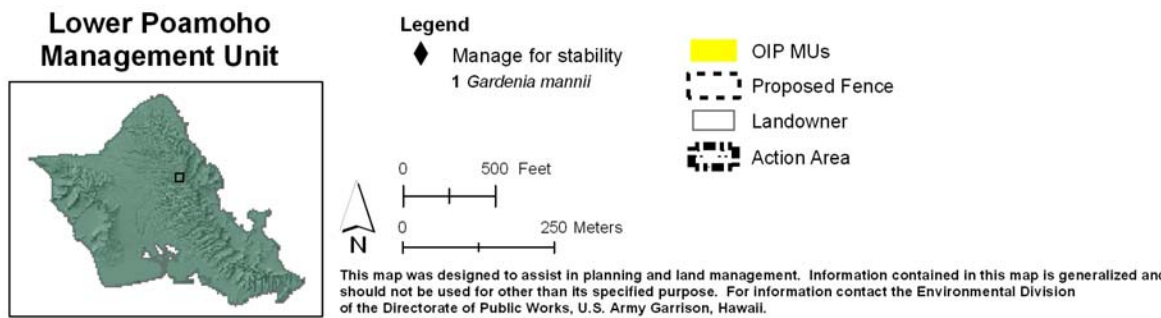 Lower Poamoho
Management Unit
Legend
Manage for stability
1 Gardenia mannii
OIP MUs
Proposed Fence
Landowner
Action Area
0 500 Feet
0 250 Meters
N
This map was designed to assist in planning and land management. Information contained in this map is generalized and
should not be used for other than its specified purpose. For information contact the Environmental Division
of the Directorate of Public Works, U.S. Army Garrison, Hawaii.